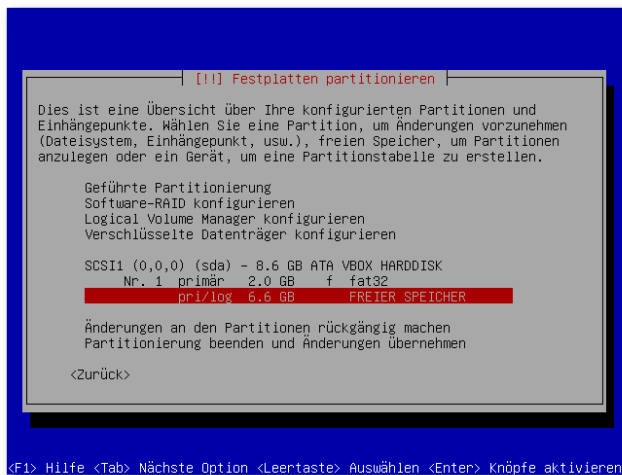 [!!] Festplatten partitionieren
Dies ist eine Übersicht über Ihre konfigurierten Partitionen und
Einhängepunkte. Wählen Sie eine Partition, um Änderungen vorzunehmen
(Dateisystem, Einhängepunkt, usw.), freien Speicher, um Partitionen
anzulegen oder ein Gerät, um eine Partitionstabelle zu erstellen.
Geführte Partitionierung
Software-RAID konfigurieren
Logical Volume Manager konfigurieren
Verschlüsselte Datenträger konfigurieren
SCSI1 (0,0,0) (sda) - 8.6 GB ATA VBOX HARDDISK
Nr. 1 primär 2.0 GB f fat32
pri/log 6.6 GB FREIER SPEICHER
Änderungen an den Partitionen rückgängig machen
Partitionierung beenden und Änderungen übernehmen
<Zurück>
<F1> Hilfe <Tab> Nächste Option <Leertaste> Auswählen <Enter> Knöpfe aktivieren